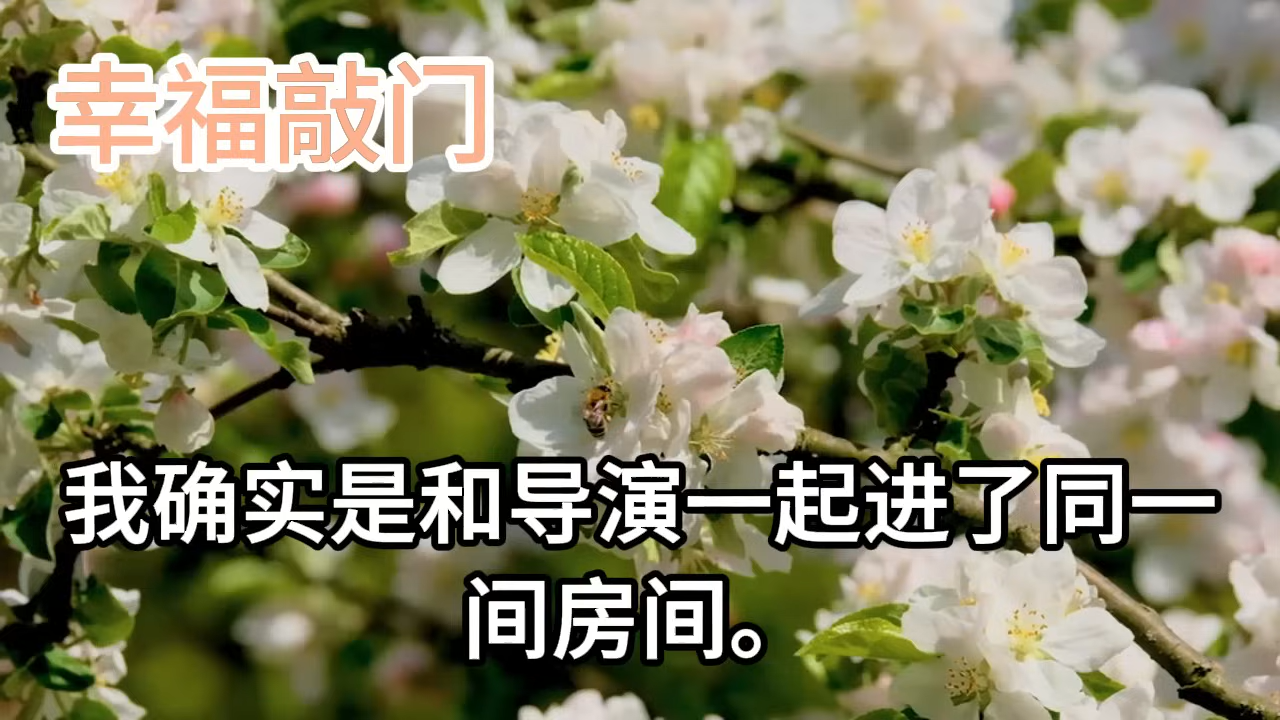 幸福敲门
我确实是和导演一起进了同一
间房间。